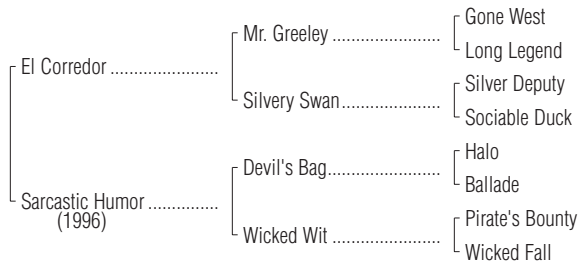 Gone West
Mr. Greeley ........................
Long Legend
El Corredor ........................
Silver Deputy
Silvery Swan......................
Sociable Duck
Halo
Devil's Bag.........................
Ballade
Sarcastic Humor ...............
(1996)
Pirate's Bounty
Wicked Wit ........................
Wicked Fall